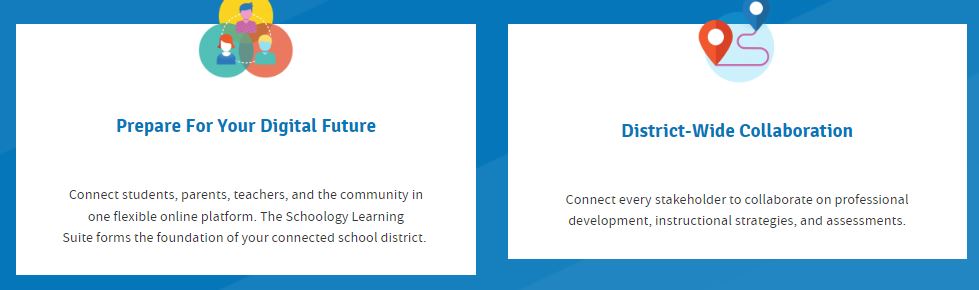 Prepare For Your Digital Future
Connect students, parents, teachers, and the community in
one flexible online platform. The Schoology Learning
Suite forms the foundation of your connected school district.
District-Wide Collaboration
Connect every stakeholder to collaborate on professional
development, instructional strategies, and assessments.